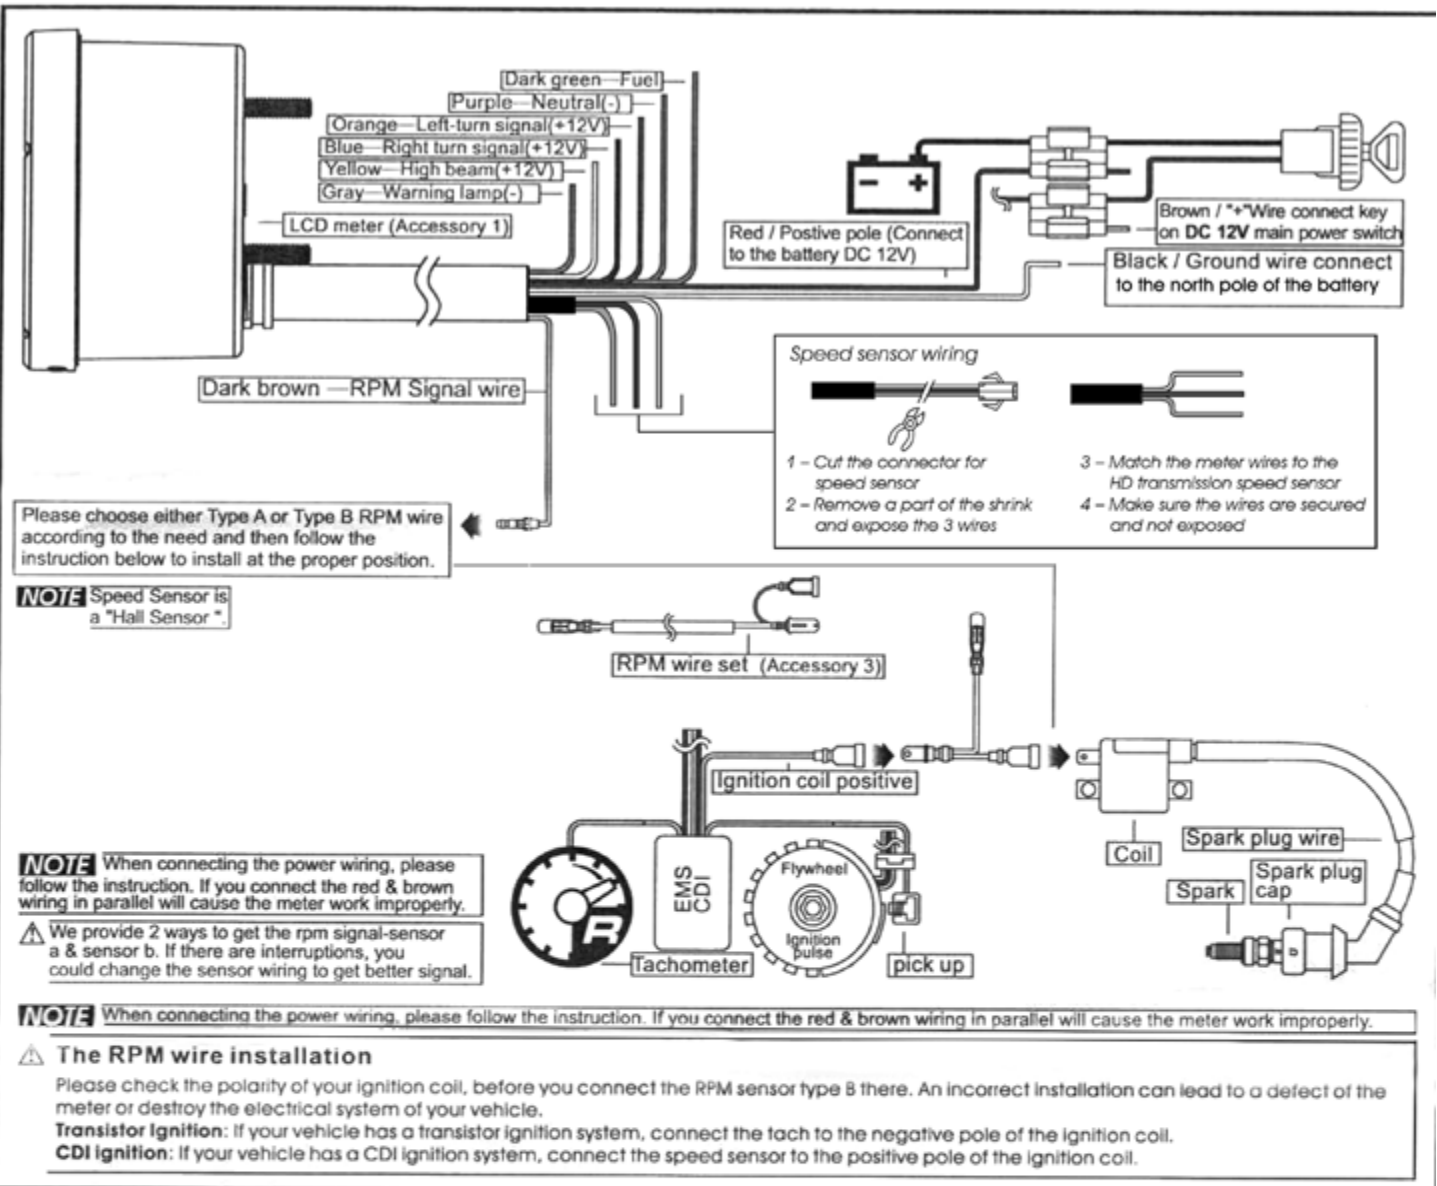 Dark green—Fuel
Purple—Neutral(-)
Orange—Left-turn signal(+12V)
Blue—Right turn signal(+12V)
Yellow—High beam(+12V)
Gray—Warning lamp(-)
LCD meter (Accessory 1)
Red / Postive pole (Connect
to the battery DC 12V)
Brown / "+"Wire connect key
on DC 12V main power switch
Black / Ground wire connect
to the north pole of the battery
Dark brown —RPM Signal wire
Speed sensor wiring
1 – Cut the connector for
speed sensor
2 – Remove a part of the shrink
and expose the 3 wires
3 – Match the meter wires to the
HD transmission speed sensor
4 – Make sure the wires are secured
and not exposed
Please choose either Type A or Type B RPM wire
according to the need and then follow the
instruction below to install at the proper position.
NOTE Speed Sensor is
a "Hall Sensor ".
RPM wire set (Accessory 3)
Ignition coil positive
Coil
Spark plug wire
Spark plug
cap
Spark
EMS
CDI
Flywheel
Ignition
pulse
R
Tachometer
pick up
NOTE When connecting the power wiring, please
follow the instruction. If you connect the red & brown
wiring in parallel will cause the meter work improperly.
We provide 2 ways to get the rpm signal-sensor
a & sensor b. If there are interruptions, you
could change the sensor wiring to get better signal.
NOTE When connecting the power wiring, please follow the instruction. If you connect the red & brown wiring in parallel will cause the meter work improperly.
The RPM wire installation
Please check the polarity of your ignition coil, before you connect the RPM sensor type B there. An incorrect installation can lead to a defect of the
meter or destroy the electrical system of your vehicle.
Transistor Ignition: If your vehicle has a transistor ignition system, connect the tach to the negative pole of the ignition coil.
CDI ignition: If your vehicle has a CDI ignition system, connect the speed sensor to the positive pole of the ignition coil.